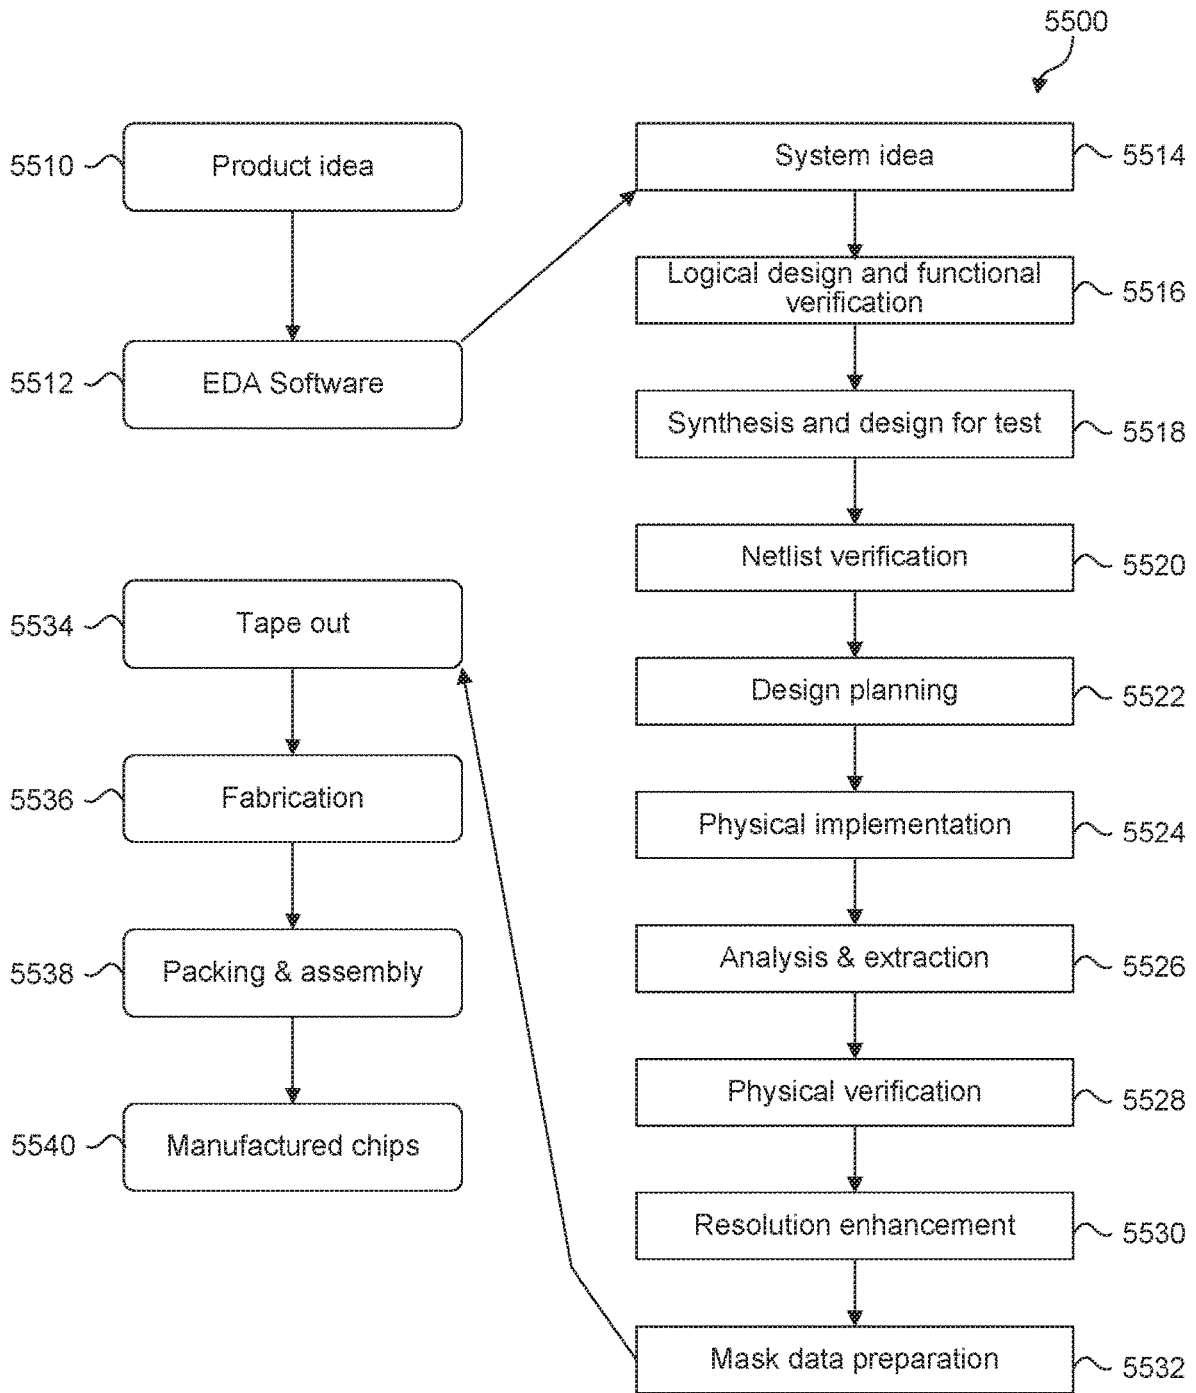 5500
5510
Product idea
5512
EDA Software
System idea
5514
Logical design and functional
verification
5516
Synthesis and design for test
5518
Netlist verification
5520
Design planning
5522
Physical implementation
5524
Analysis & extraction
5526
Physical verification
5528
Resolution enhancement
5530
Mask data preparation
5532
5534
Tape out
5536
Fabrication
5538
Packing & assembly
5540
Manufactured chips